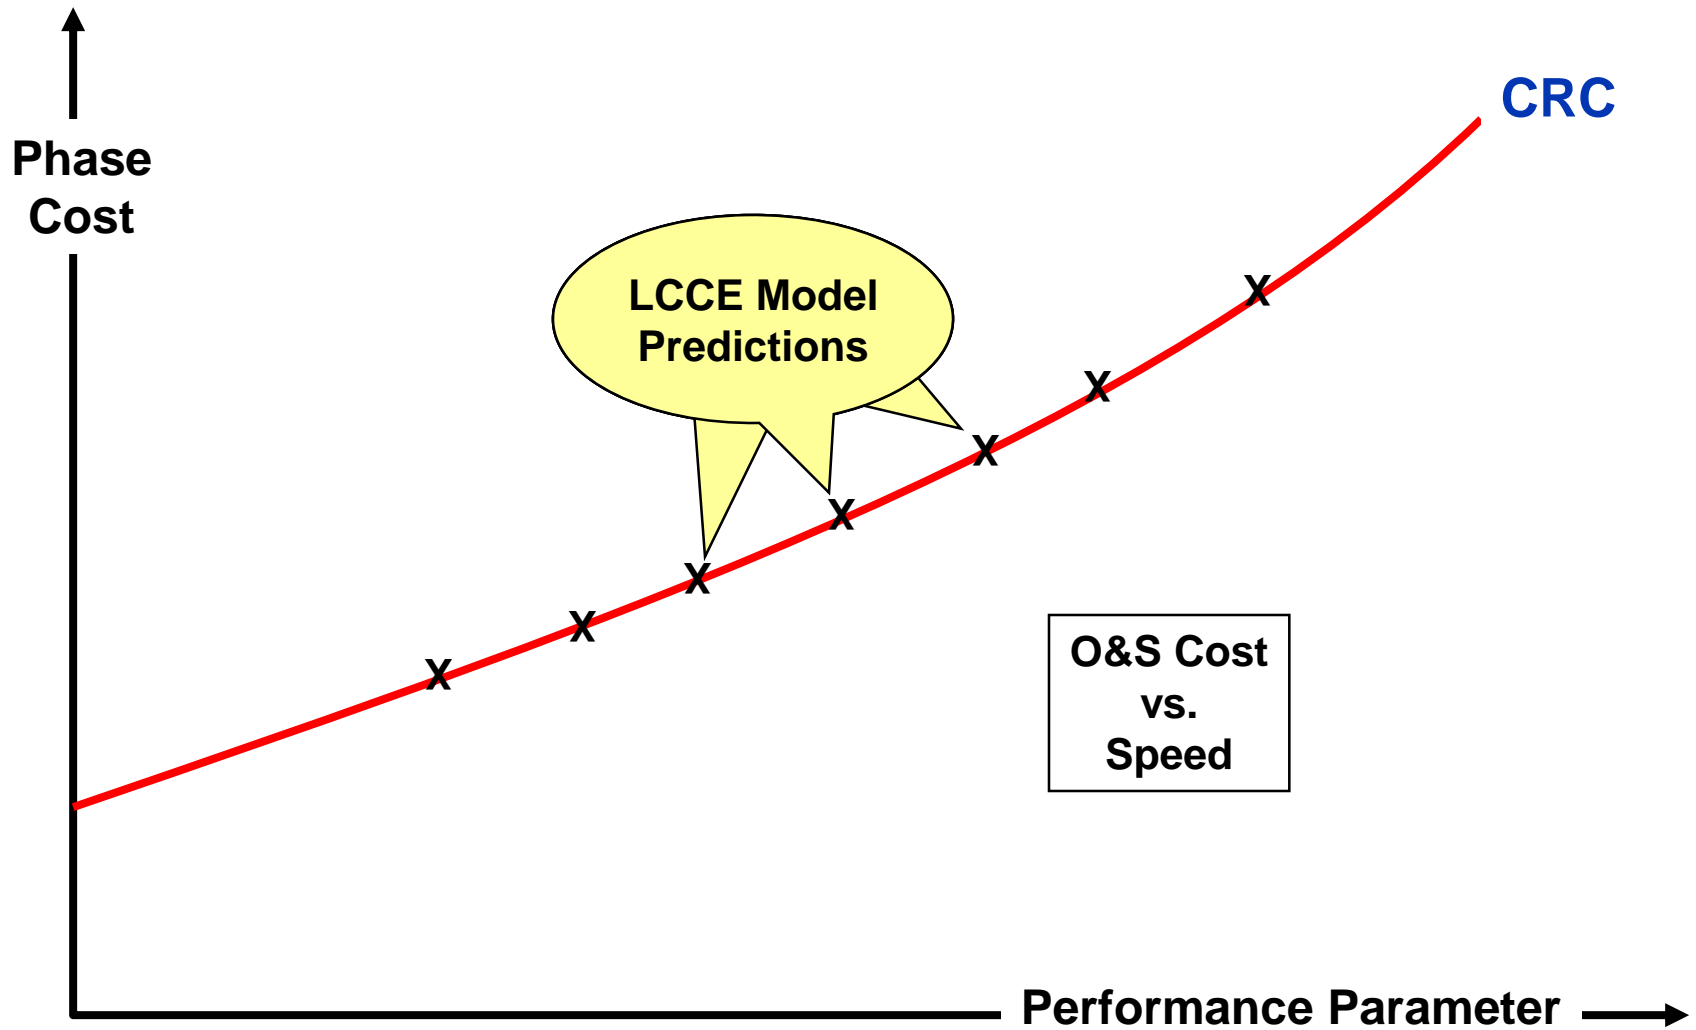 CRC
Phase
Cost
LCCE Model
Predictions
X
X
X
X
X
X
X
O&S Cost
vs.
Speed
Performance Parameter